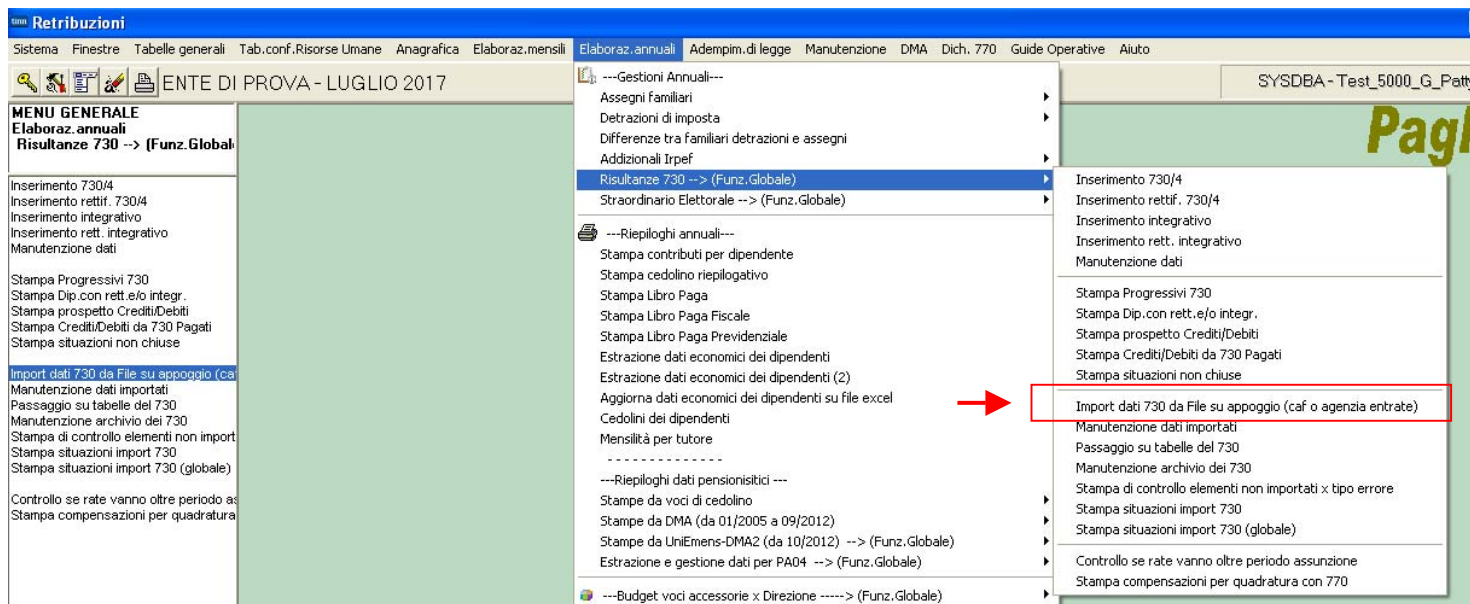 tinn Retribuzioni
Sistema Finestre Tabelle generali Tab.conf.Risorse Umane Anagrafica Elaboraz.mensili Elaboraz.annuali Adempim.di legge Manutenzione DMA Dich. 770 Guide Operative Aiuto
ENTE DI PROVA - LUGLIO 2017
SYSDBA - Test_5000_G_Patty
MENU GENERALE
Elaboraz.annuali
Risultanze 730 --> (Funz.Global
Inserimento 730/4
Inserimento rettif. 730/4
Inserimento integrativo
Inserimento rett. integrativo
Manutenzione dati
Stampa Progressivi 730
Stampa Dip.con rett.e/o integr.
Stampa prospetto Crediti/Debiti
Stampa Crediti/Debiti da 730 Pagati
Stampa situazioni non chiuse
Import dati 730 da File su appoggio (caf
Manutenzione dati importati
Passaggio su tabelle del 730
Manutenzione archivio dei 730
Stampa di controllo elementi non import
Stampa situazioni import 730
Stampa situazioni import 730 (globale)
Controllo se rate vanno oltre periodo as
Stampa compensazioni per quadratura
---Gestioni Annuali---
Assegni familiari
Detrazioni di imposta
Differenze tra familiari detrazioni e assegni
Addizionali Irpef
Risultanze 730 --> (Funz.Globale)
Straordinario Elettorale --> (Funz.Globale)
---Riepiloghi annuali---
Stampa contributi per dipendente
Stampa cedolino riepilogativo
Stampa Libro Paga
Stampa Libro Paga Fiscale
Stampa Libro Paga Previdenziale
Estrazione dati economici dei dipendenti
Estrazione dati economici dei dipendenti (2)
Aggiorna dati economici dei dipendenti su file excel
Cedolini dei dipendenti
Mensilità per tutore
- - - - - - - - - - - - - -
---Riepiloghi dati pensionisitici ---
Stampe da voci di cedolino
Stampe da DMA (da 01/2005 a 09/2012)
Stampe da UniEmens-DMA2 (da 10/2012) --> (Funz.Globale)
Estrazione e gestione dati per PA04 --> (Funz.Globale)
---Budget voci accessorie x Direzione -----> (Funz.Globale)
Pagh
Inserimento 730/4
Inserimento rettif. 730/4
Inserimento integrativo
Inserimento rett. integrativo
Manutenzione dati
Stampa Progressivi 730
Stampa Dip.con rett.e/o integr.
Stampa prospetto Crediti/Debiti
Stampa Crediti/Debiti da 730 Pagati
Stampa situazioni non chiuse
Import dati 730 da File su appoggio (caf o agenzia entrate)
Manutenzione dati importati
Passaggio su tabelle del 730
Manutenzione archivio dei 730
Stampa di controllo elementi non importati x tipo errore
Stampa situazioni import 730
Stampa situazioni import 730 (globale)
Controllo se rate vanno oltre periodo assunzione
Stampa compensazioni per quadratura con 770